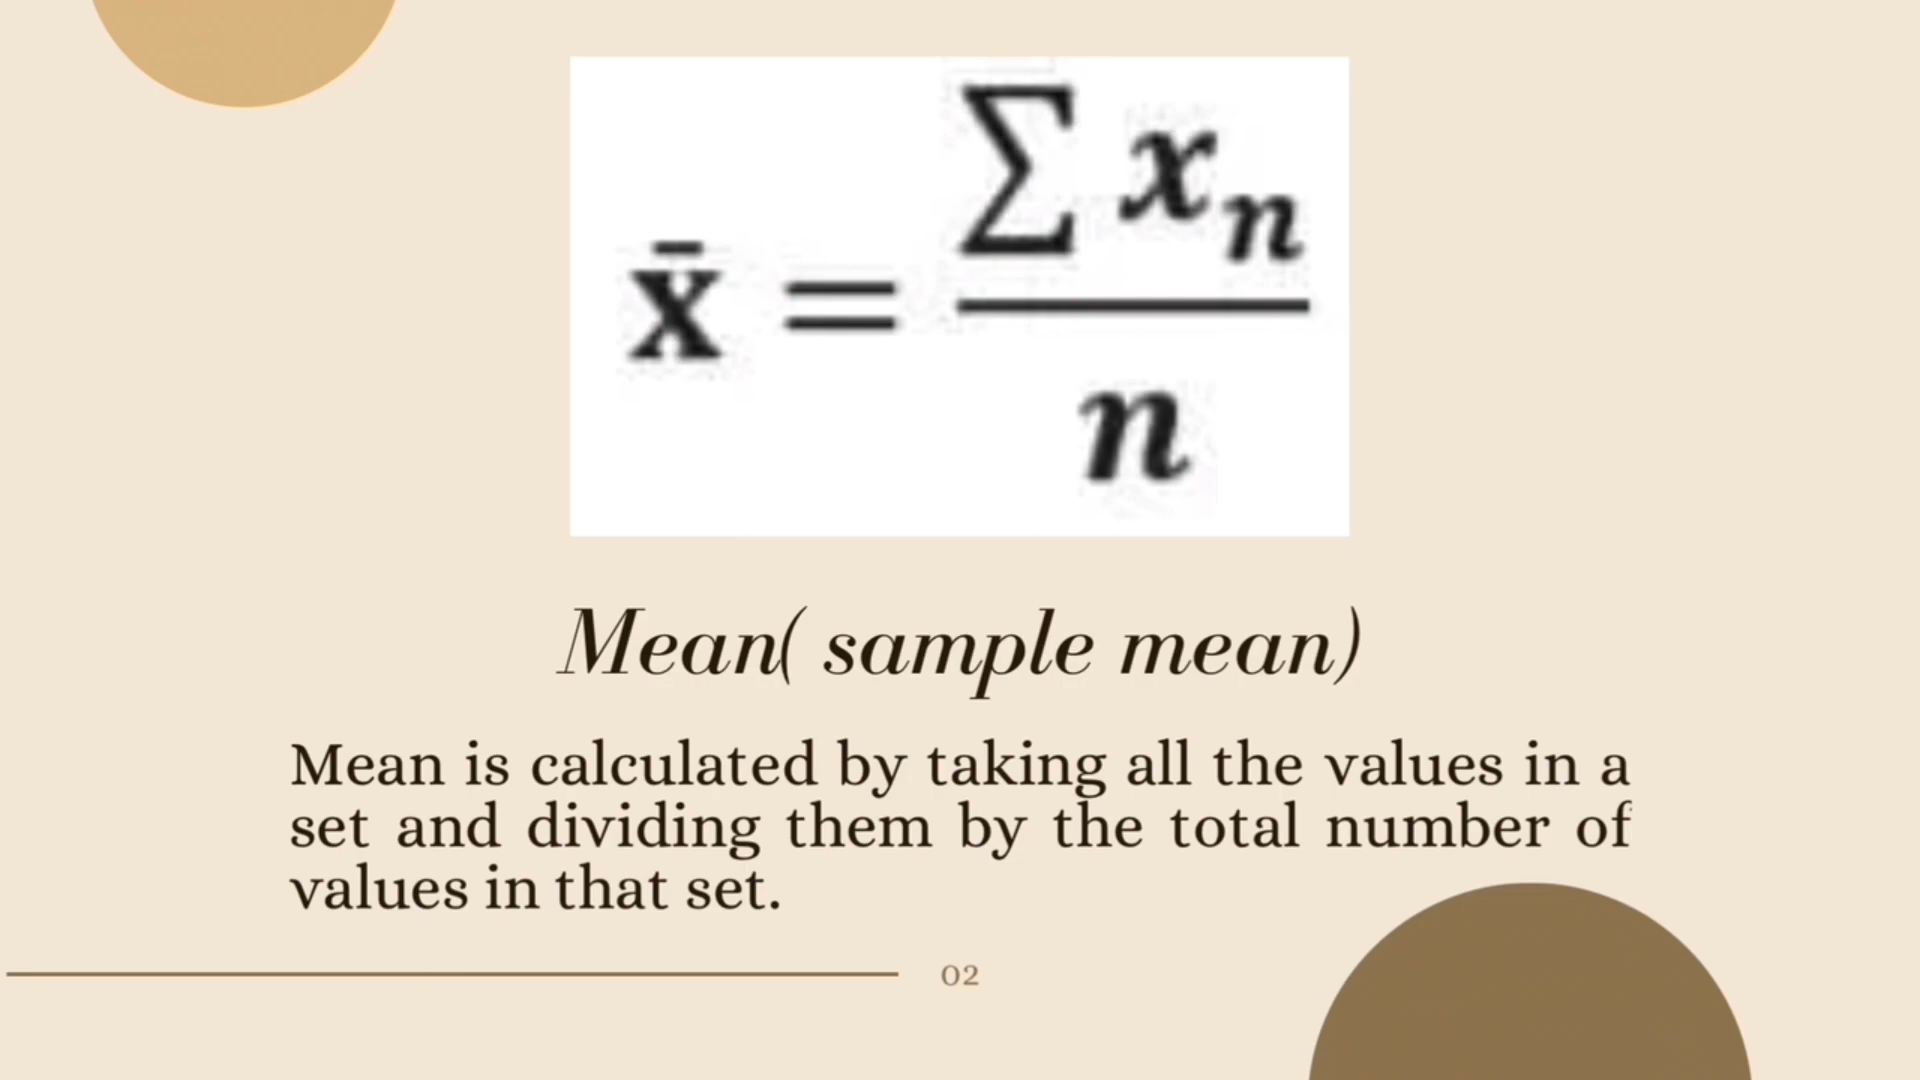 x̄ = ∑ xₙ / n
Mean( sample mean)
Mean is calculated by taking all the values in a
set and dividing them by the total number of
values in that set.
02